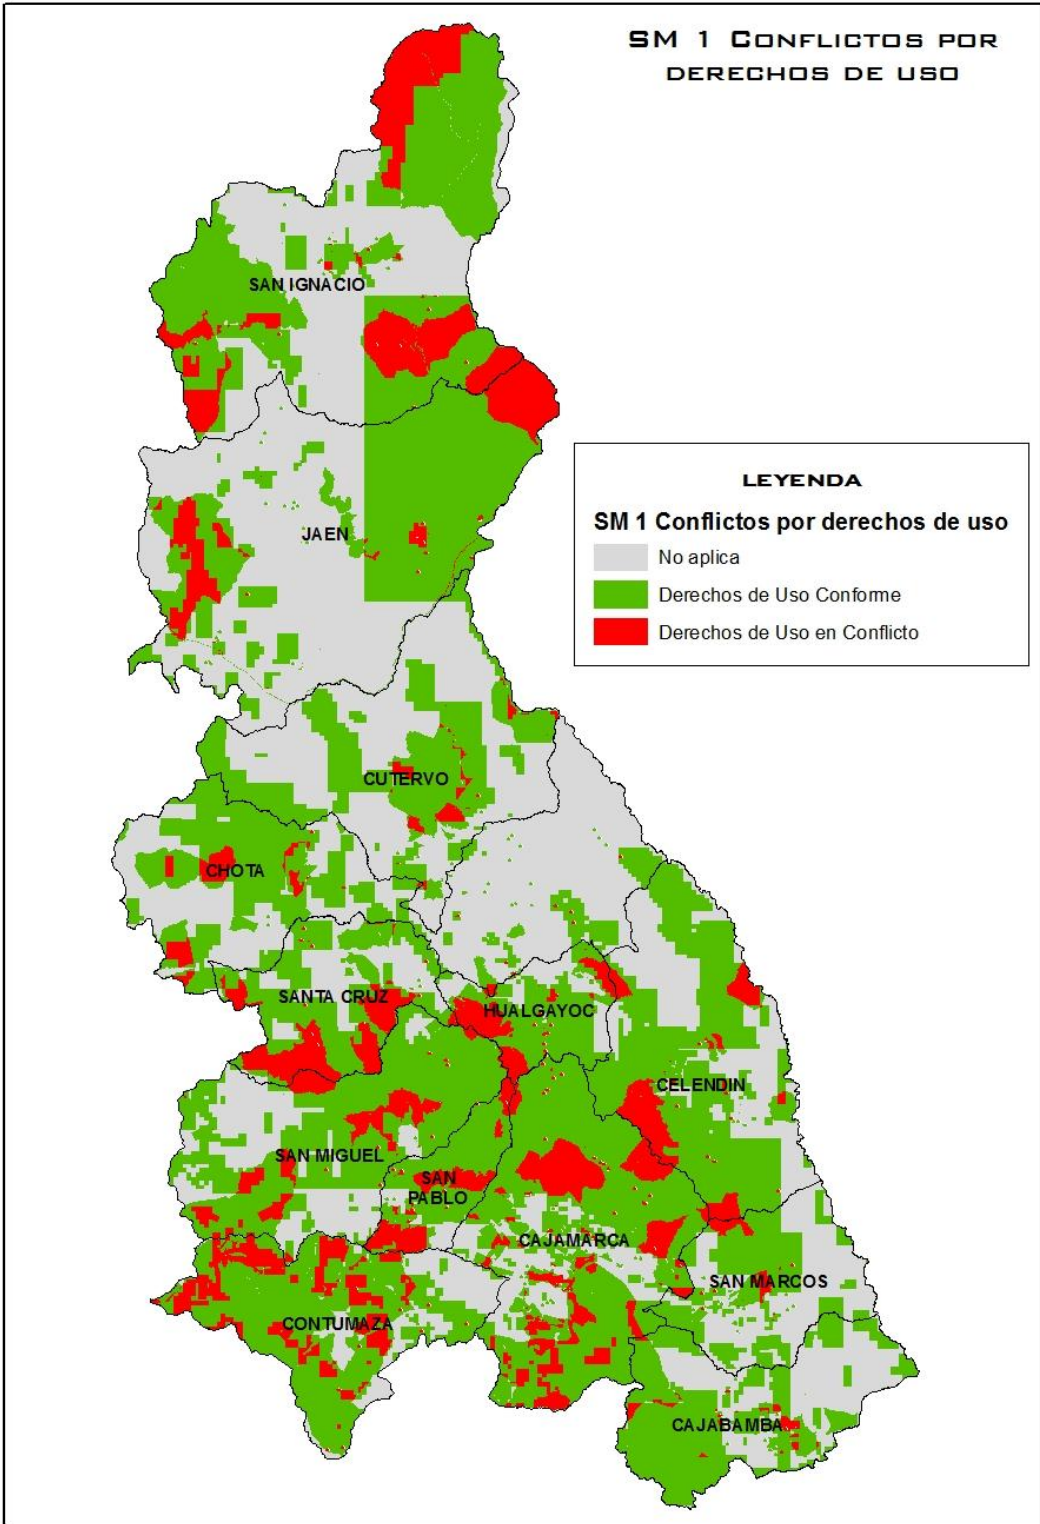 SM 1 CONFLICTOS POR
DERECHOS DE USO
SAN IGNACIO
LEYENDA
SM 1 Conflictos por derechos de uso
No aplica
Derechos de Uso Conforme
Derechos de Uso en Conflicto
JAEN
CUTERVO
CHOTA
SANTA CRUZ
HUALGAYOC
CELENDIN
SAN MIGUEL
SAN
PABLO
CAJAMARCA
SAN MARCOS
CONTUMAZA
CAJABAMBA